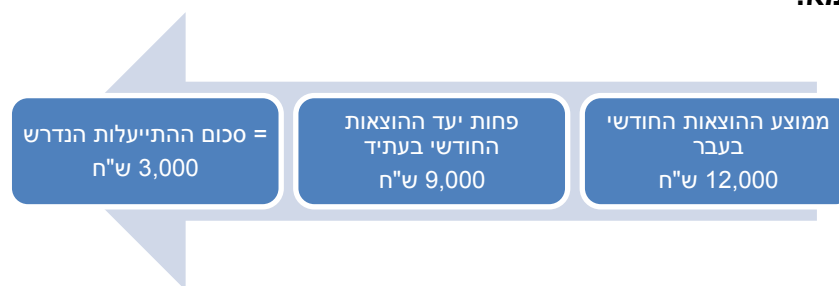 ממוצע ההוצאות החודשי
בעבר
12,000 ש"ח
פחות יעד ההוצאות
החודשי בעתיד
9,000 ש"ח
= סכום ההתייעלות הנדרש
3,000 ש"ח